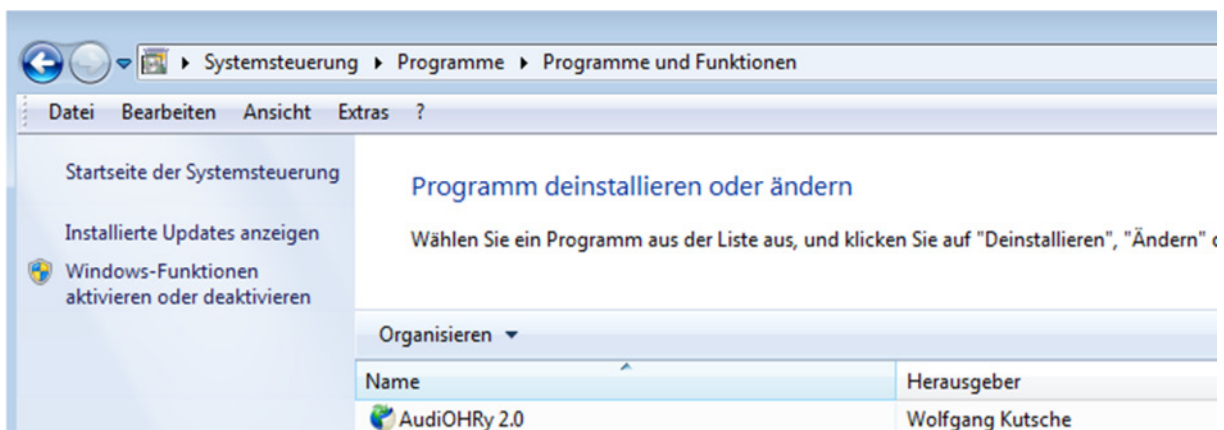 Systemsteuerung ▸ Programme ▸ Programme und Funktionen
Datei Bearbeiten Ansicht Extras ?
Startseite der Systemsteuerung
Installierte Updates anzeigen
Windows-Funktionen
aktivieren oder deaktivieren
Programm deinstallieren oder ändern
Wählen Sie ein Programm aus der Liste aus, und klicken Sie auf "Deinstallieren", "Ändern"
Organisieren
Name Herausgeber
AudiOHRy 2.0 Wolfgang Kutsche